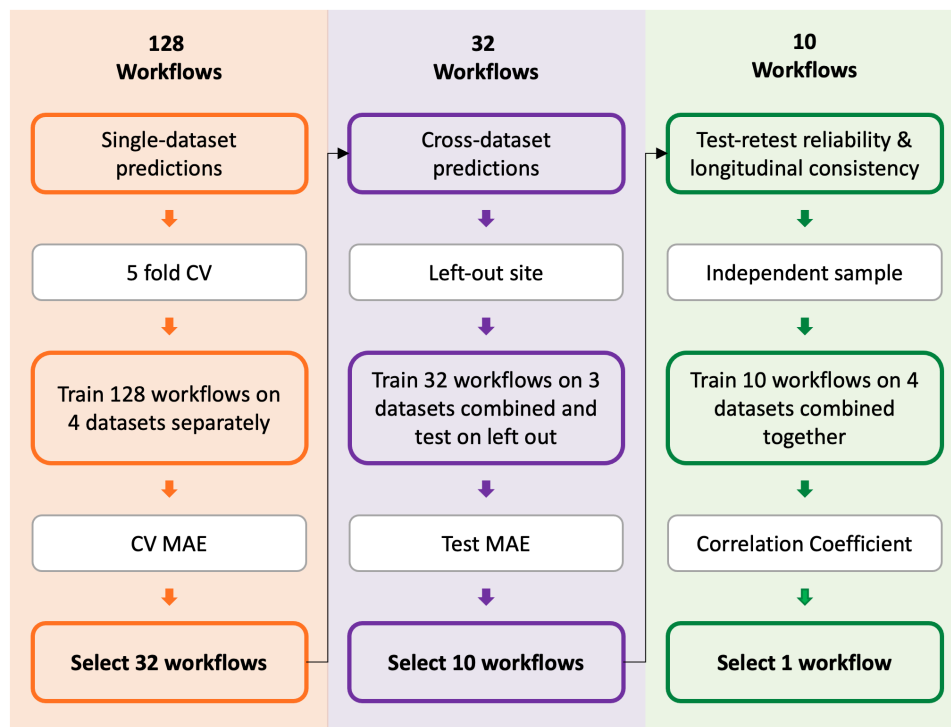 128
Workflows
Single-dataset
predictions
5 fold CV
Train 128 workflows on
4 datasets separately
CV MAE
Select 32 workflows
32
Workflows
Cross-dataset
predictions
Left-out site
Train 32 workflows on 3
datasets combined and
test on left out
Test MAE
Select 10 workflows
10
Workflows
Test-retest reliability &
longitudinal consistency
Independent sample
Train 10 workflows on 4
datasets combined
together
Correlation Coefficient
Select 1 workflow